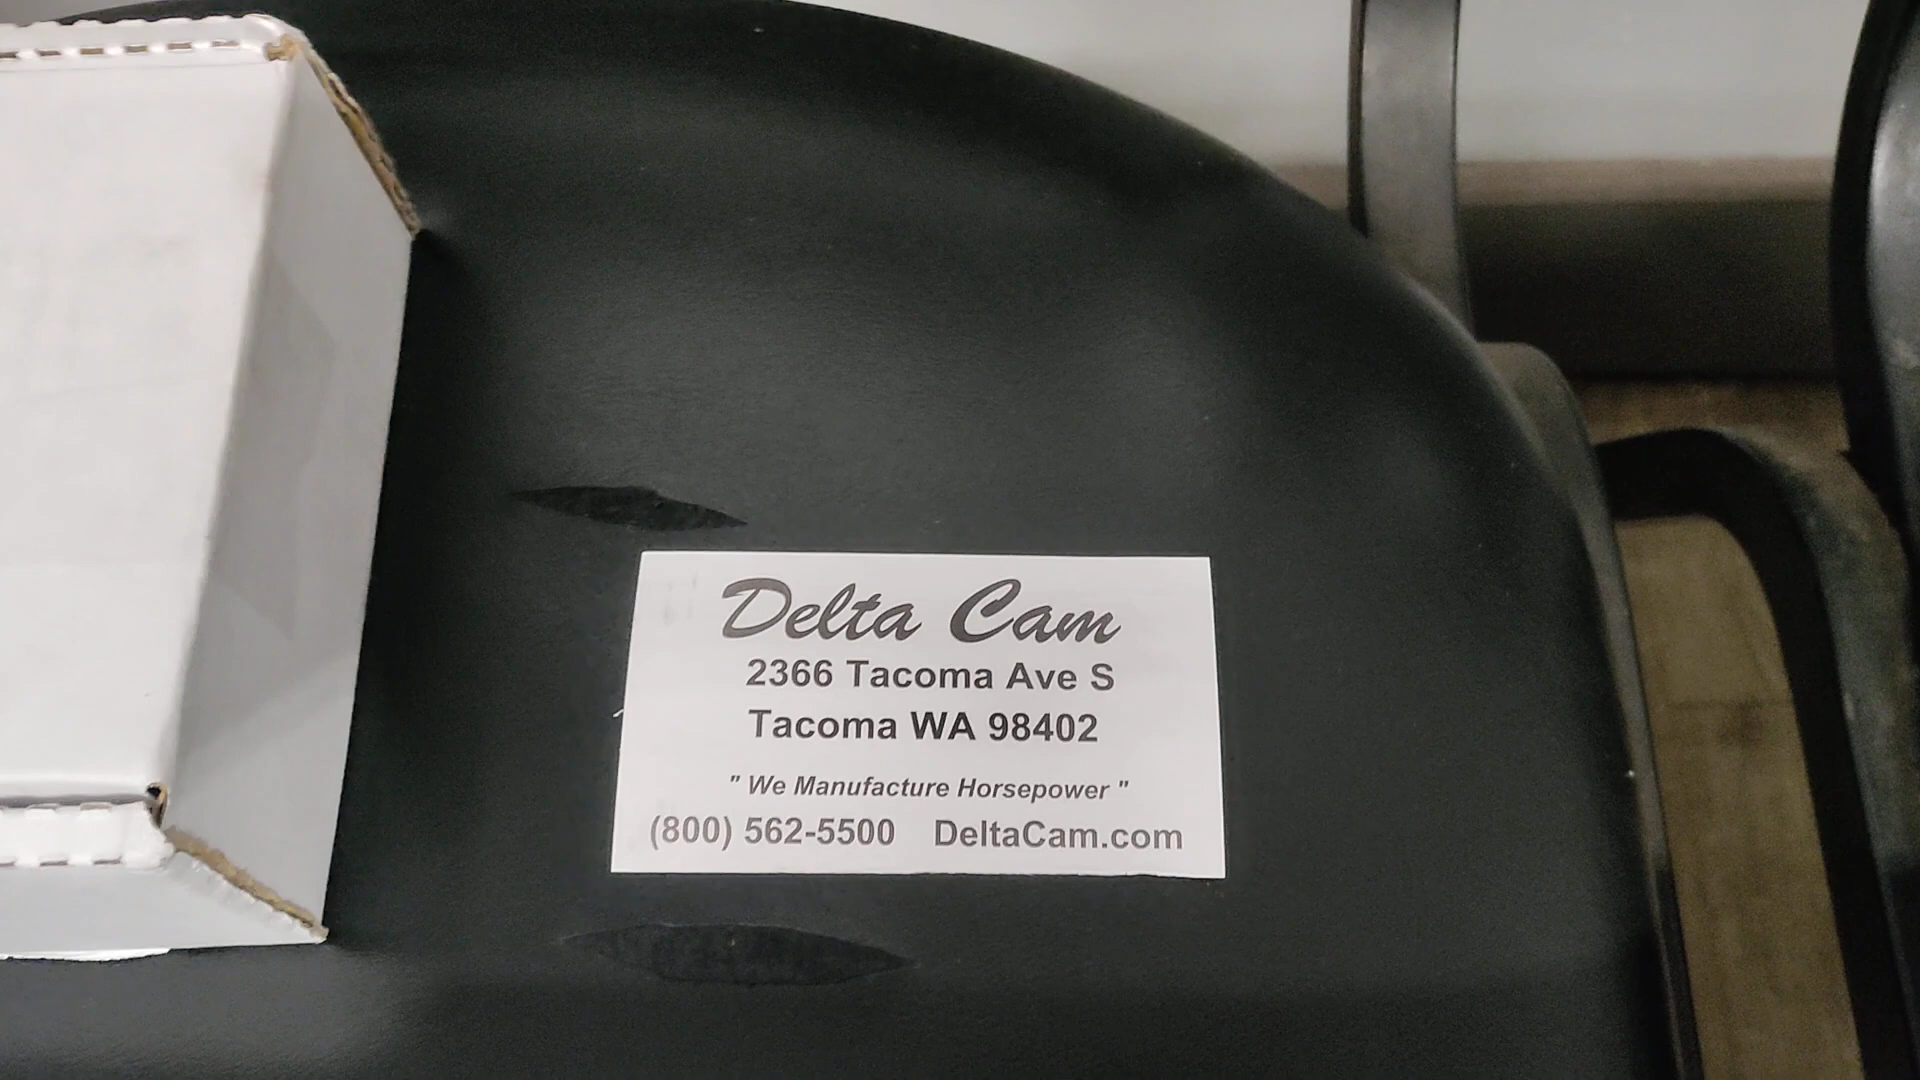 Delta Cam
2366 Tacoma Ave S
Tacoma WA 98402
" We Manufacture Horsepower "
(800) 562-5500 DeltaCam.com